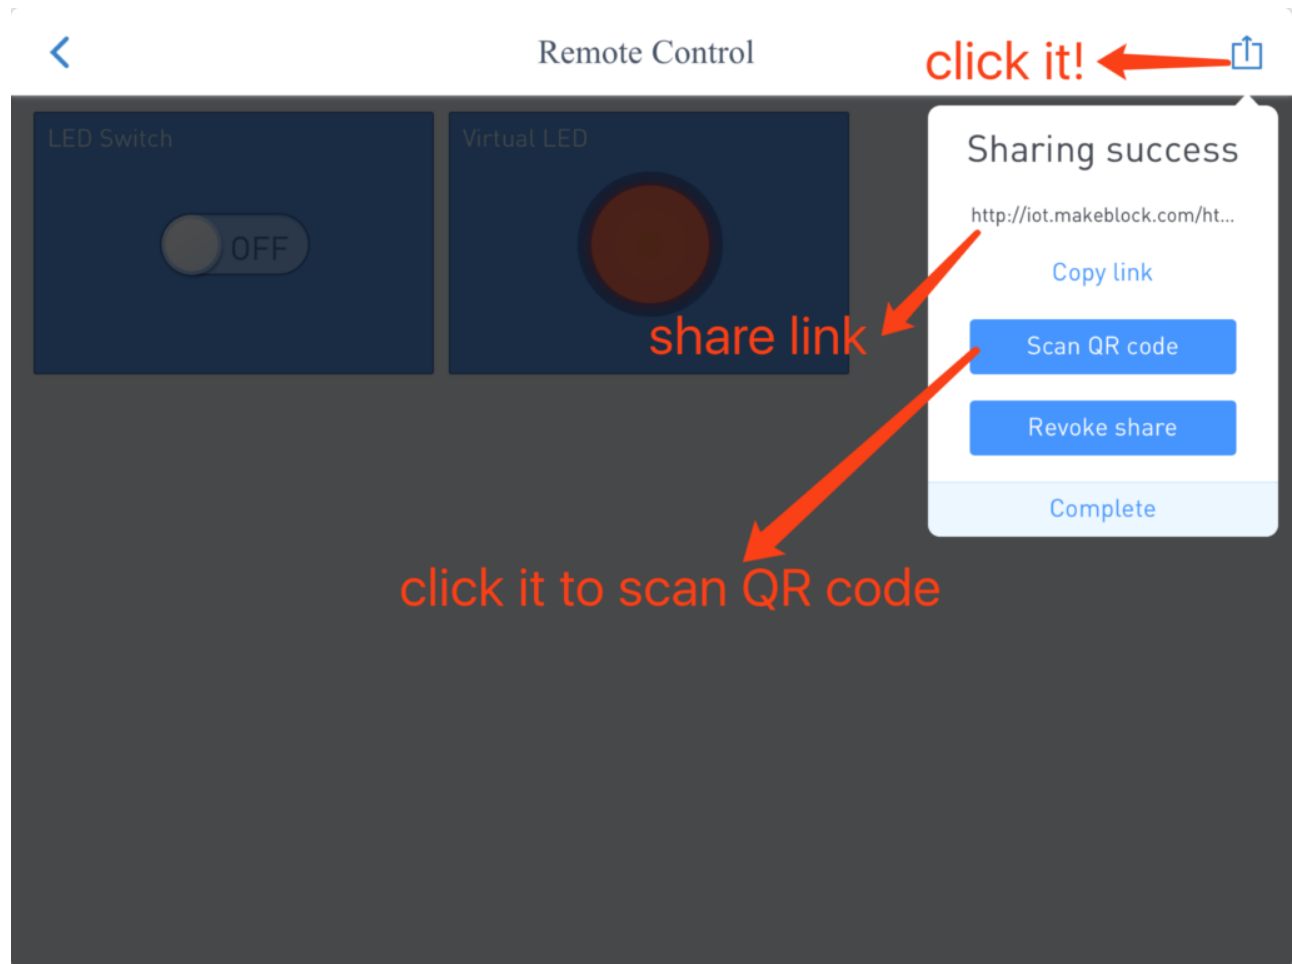 Remote Control
click it!
LED Switch
Virtual LED
OFF
Sharing success
http://iot.makeblock.com/ht...
Copy link
share link
Scan QR code
Revoke share
Complete
click it to scan QR code